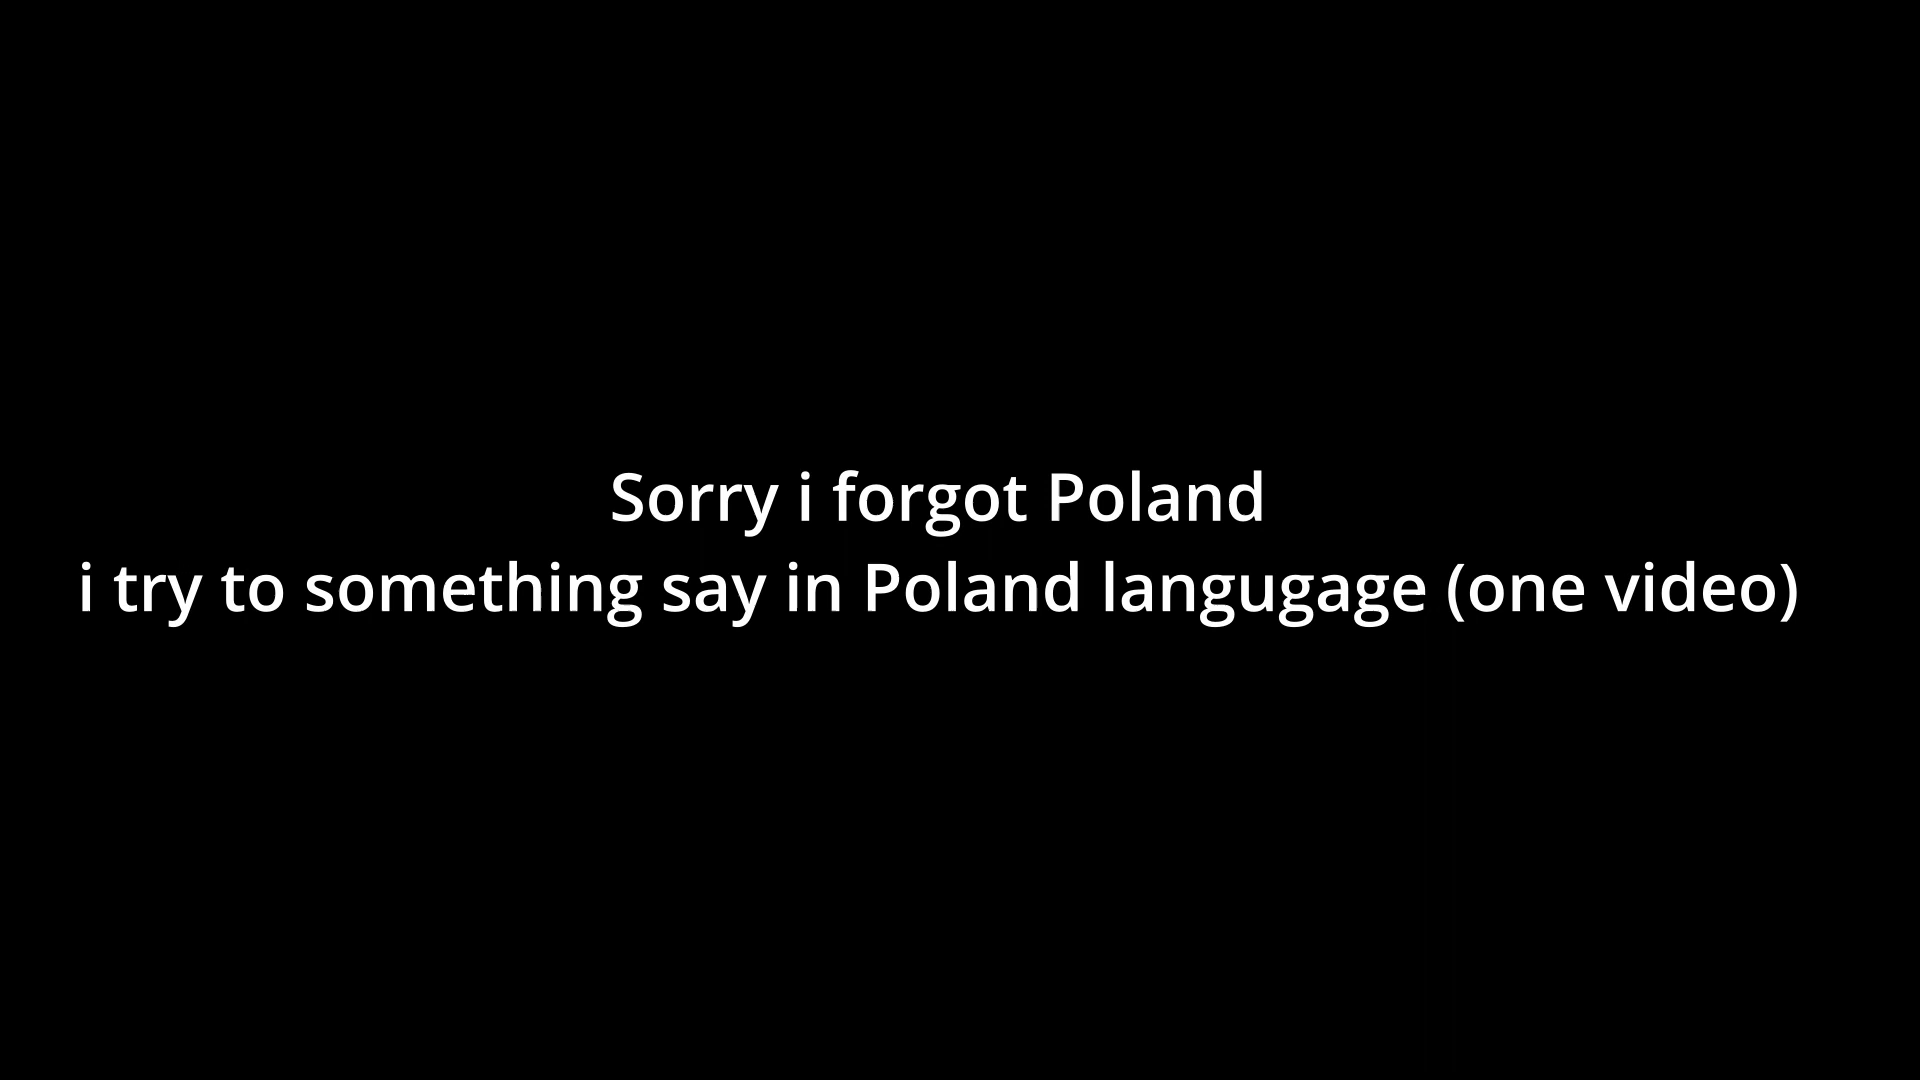 Sorry i forgot Poland
i try to something say in Poland langugage (one video)